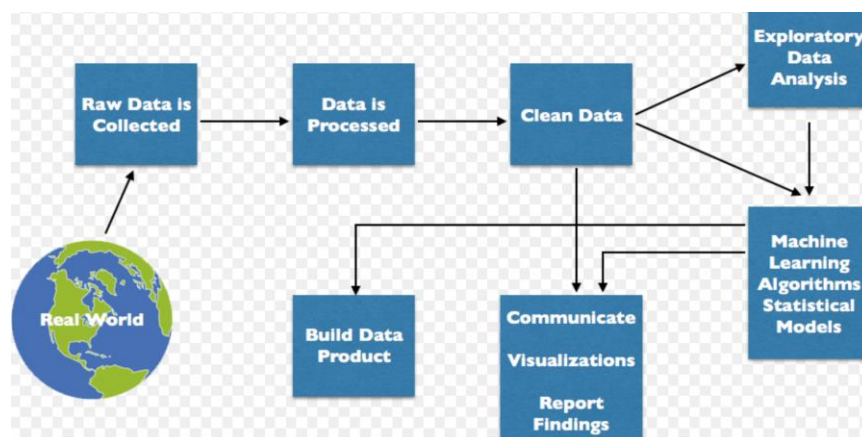 Exploratory
Data
Analysis
Raw Data is
Collected
Data is
Processed
Clean Data
Real World
Build Data
Product
Communicate
Visualizations
Report
Findings
Machine
Learning
Algorithms
Statistical
Models